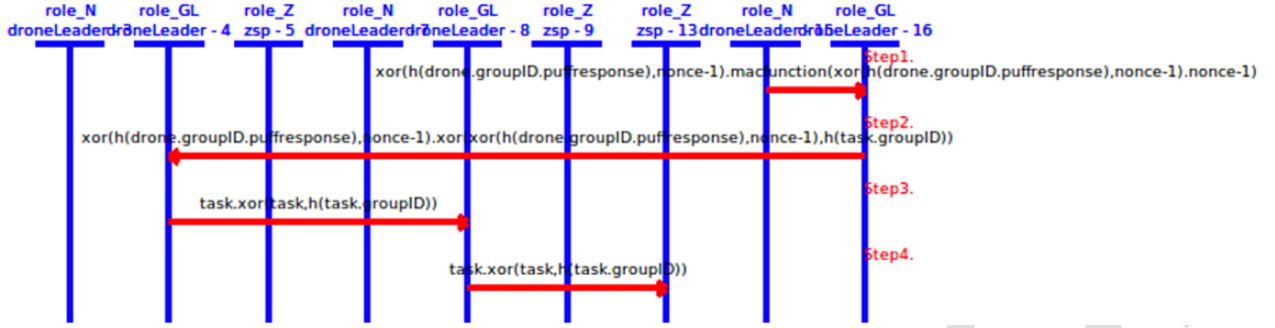 role_N role_GL role_Z role_N role_GL role_Z role_Z role_N role_GL
droneLeader - 3 droneLeader - 4 zsp - 5 droneLeader - 7 droneLeader - 8 zsp - 9 zsp - 13 droneLeader - 15 droneLeader - 16
Step1.
xor(h(drone.groupID.puffresponse),nonce-1).macfunction(xor(h(drone.groupID.puffresponse),nonce-1).nonce-1)
Step2.
xor(h(drone.groupID.puffresponse),nonce-1).xor(xor(h(drone.groupID.puffresponse),nonce-1),h(task.groupID))
Step3.
task.xor(task,h(task.groupID))
Step4.
task.xor(task,h(task.groupID))